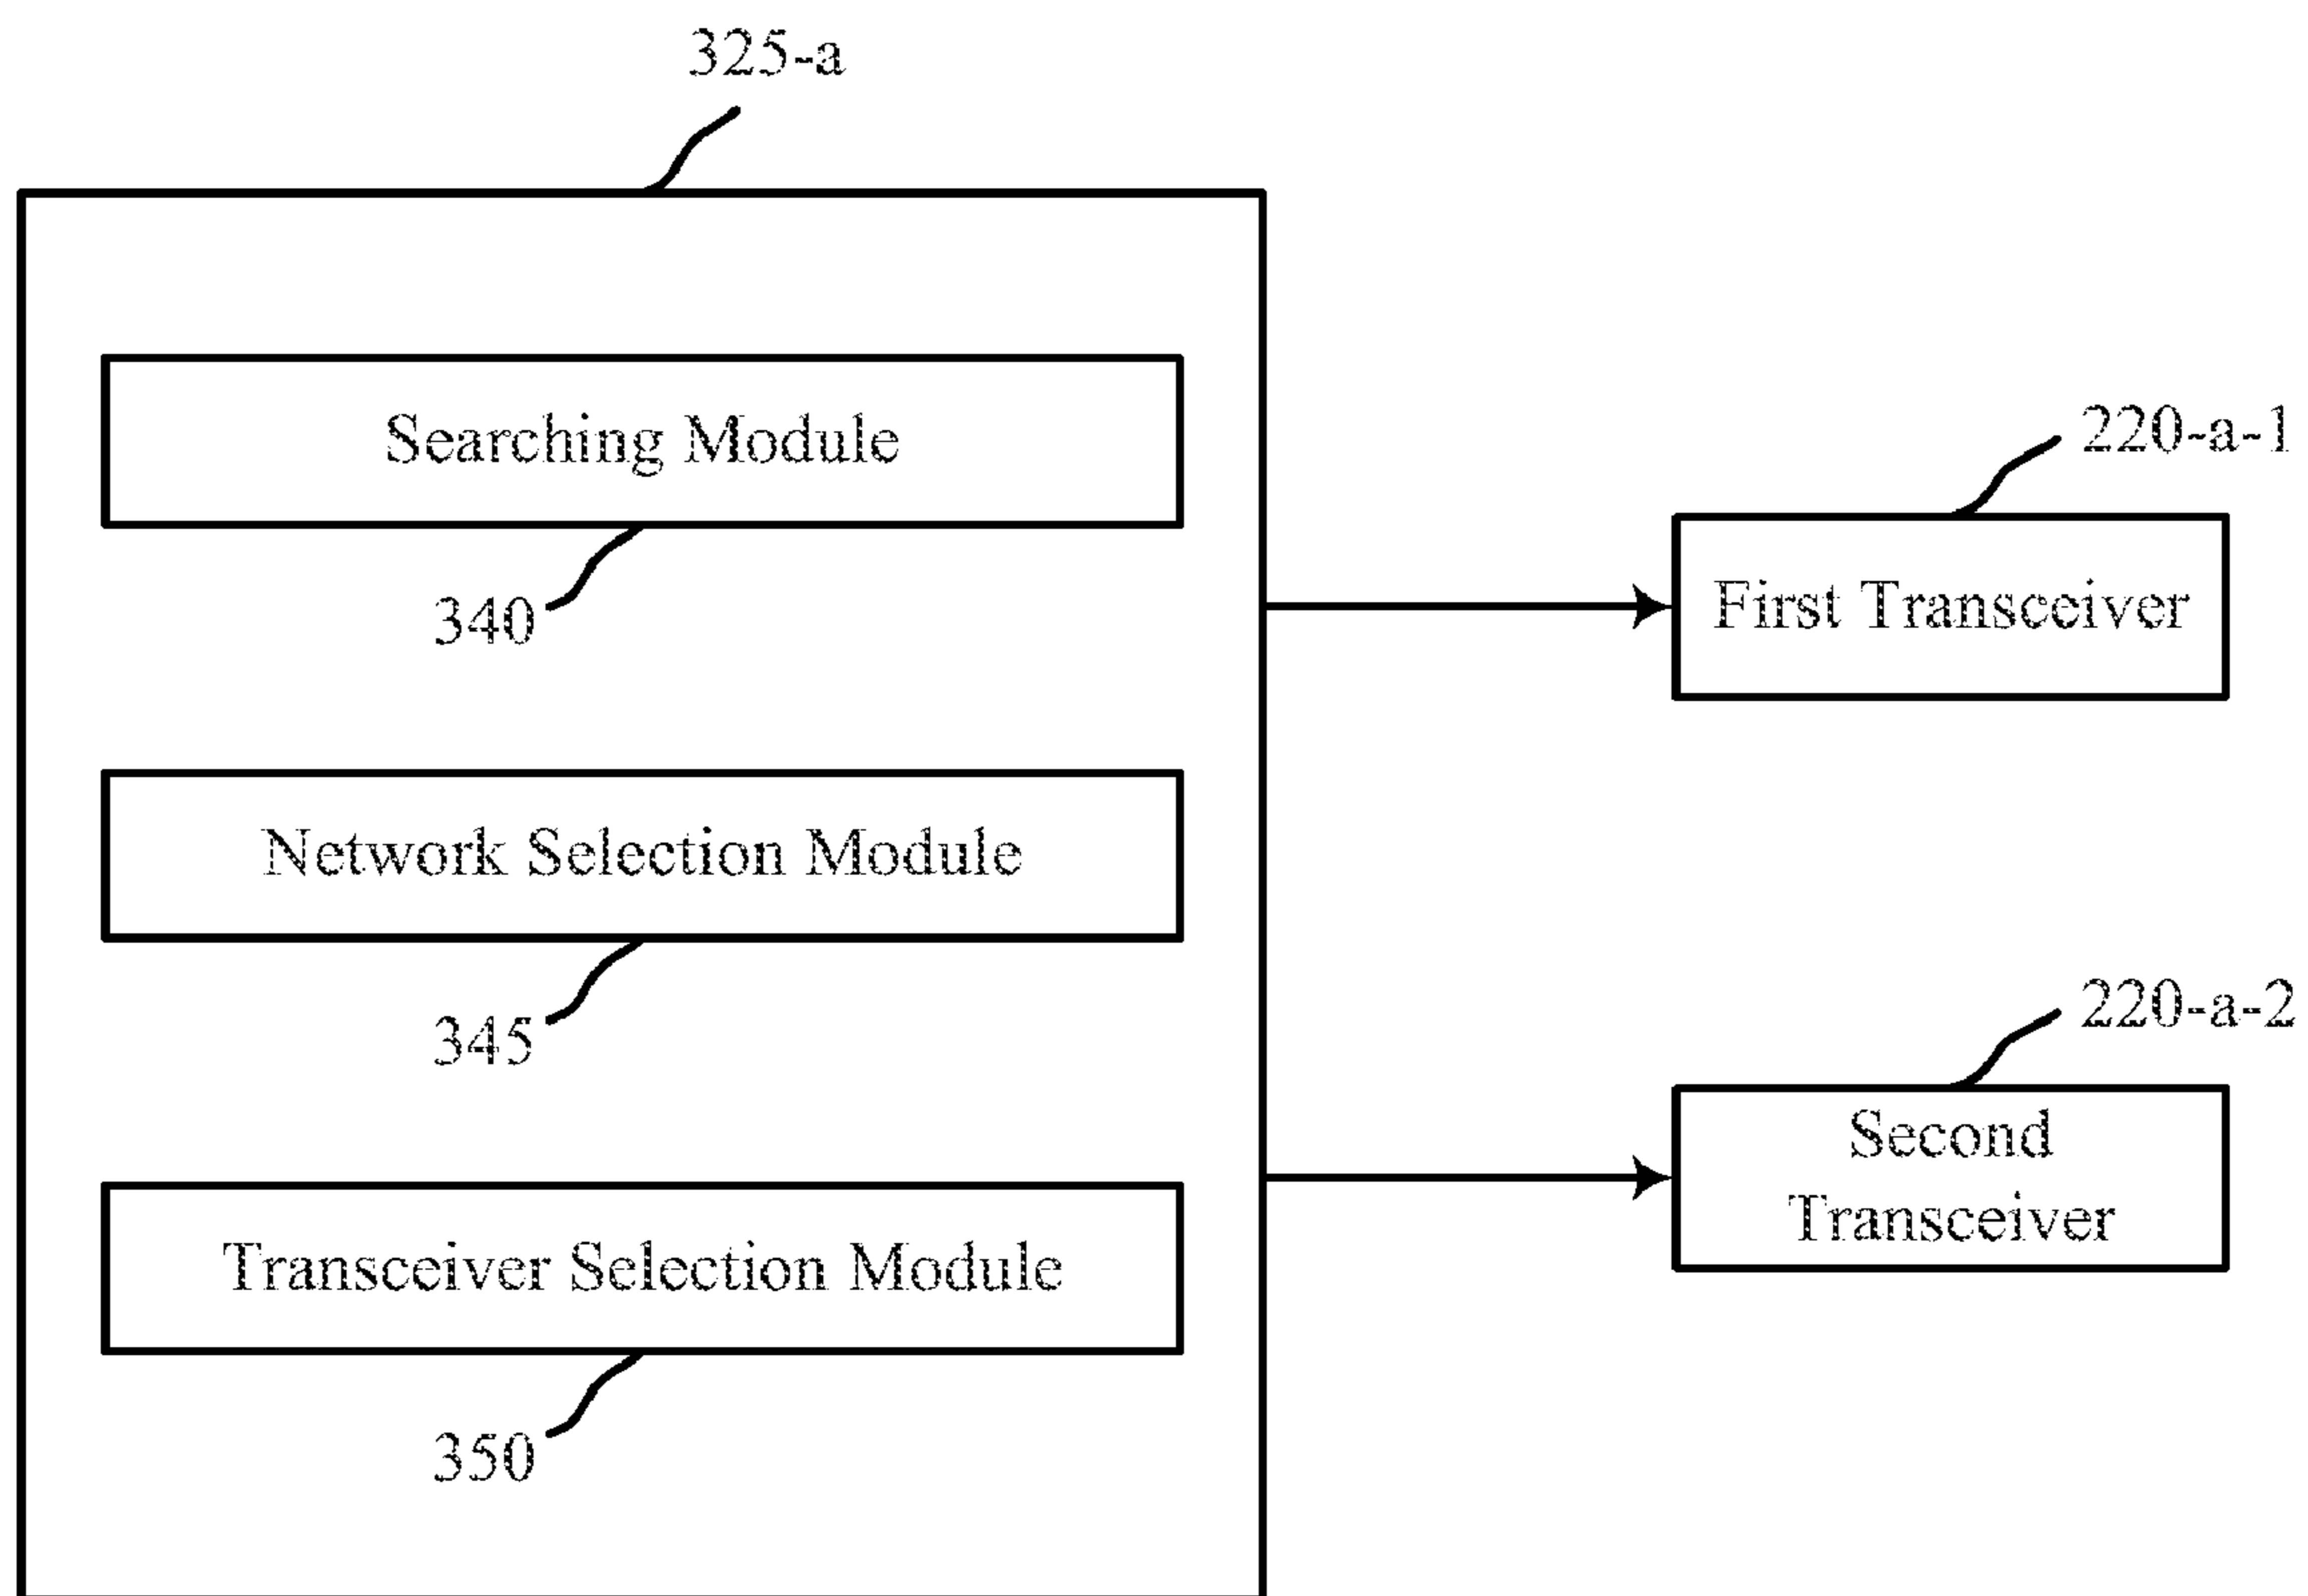 325-a
Searching Module
340
Network Selection Module
345
Transceiver Selection Module
350
220-a-1
First Transceiver
220-a-2
Second
Transceiver